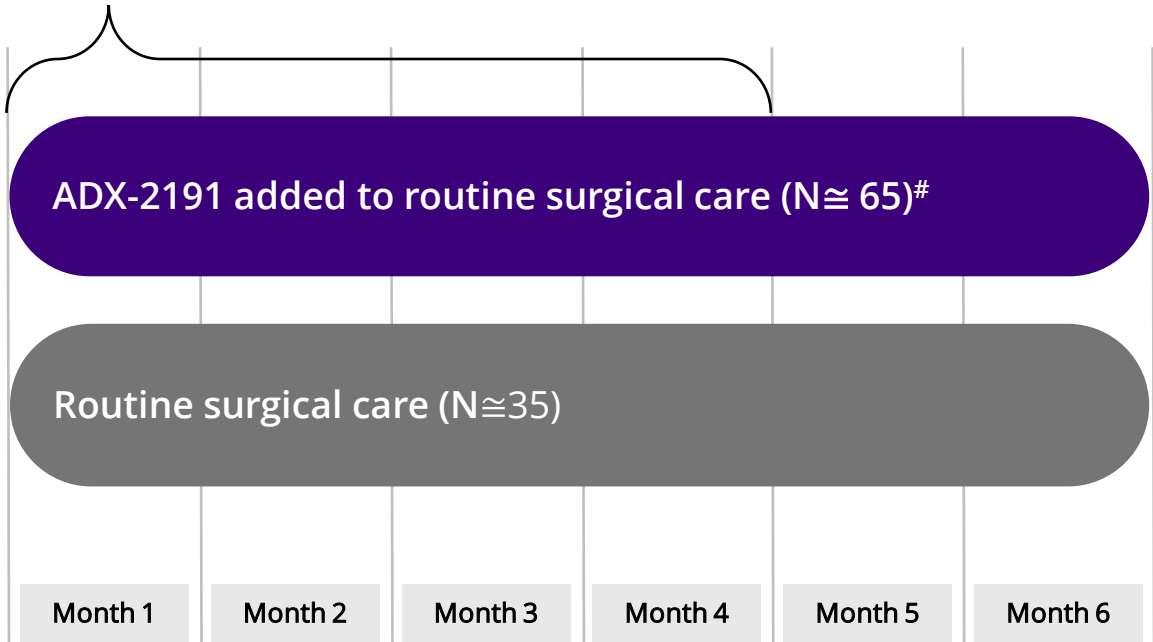 ADX-2191 added to routine surgical care (N≅ 65)#
Routine surgical care (N≅35)
Month 1 Month 2 Month 3 Month 4 Month 5 Month 6